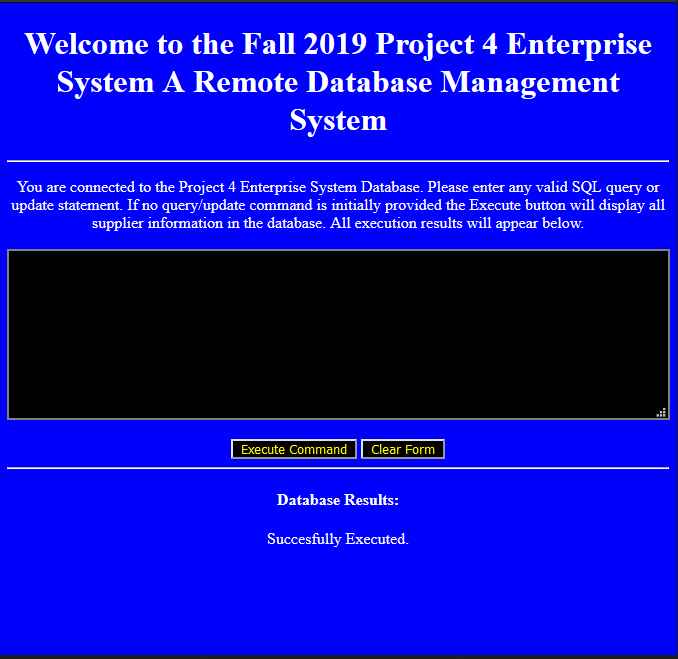 Welcome to the Fall 2019 Project 4 Enterprise
System A Remote Database Management
System
You are connected to the Project 4 Enterprise System Database. Please enter any valid SQL query or
update statement. If no query/update command is initially provided the Execute button will display all
supplier information in the database. All execution results will appear below.
Execute Command Clear Form
Database Results:
Succesfully Executed.